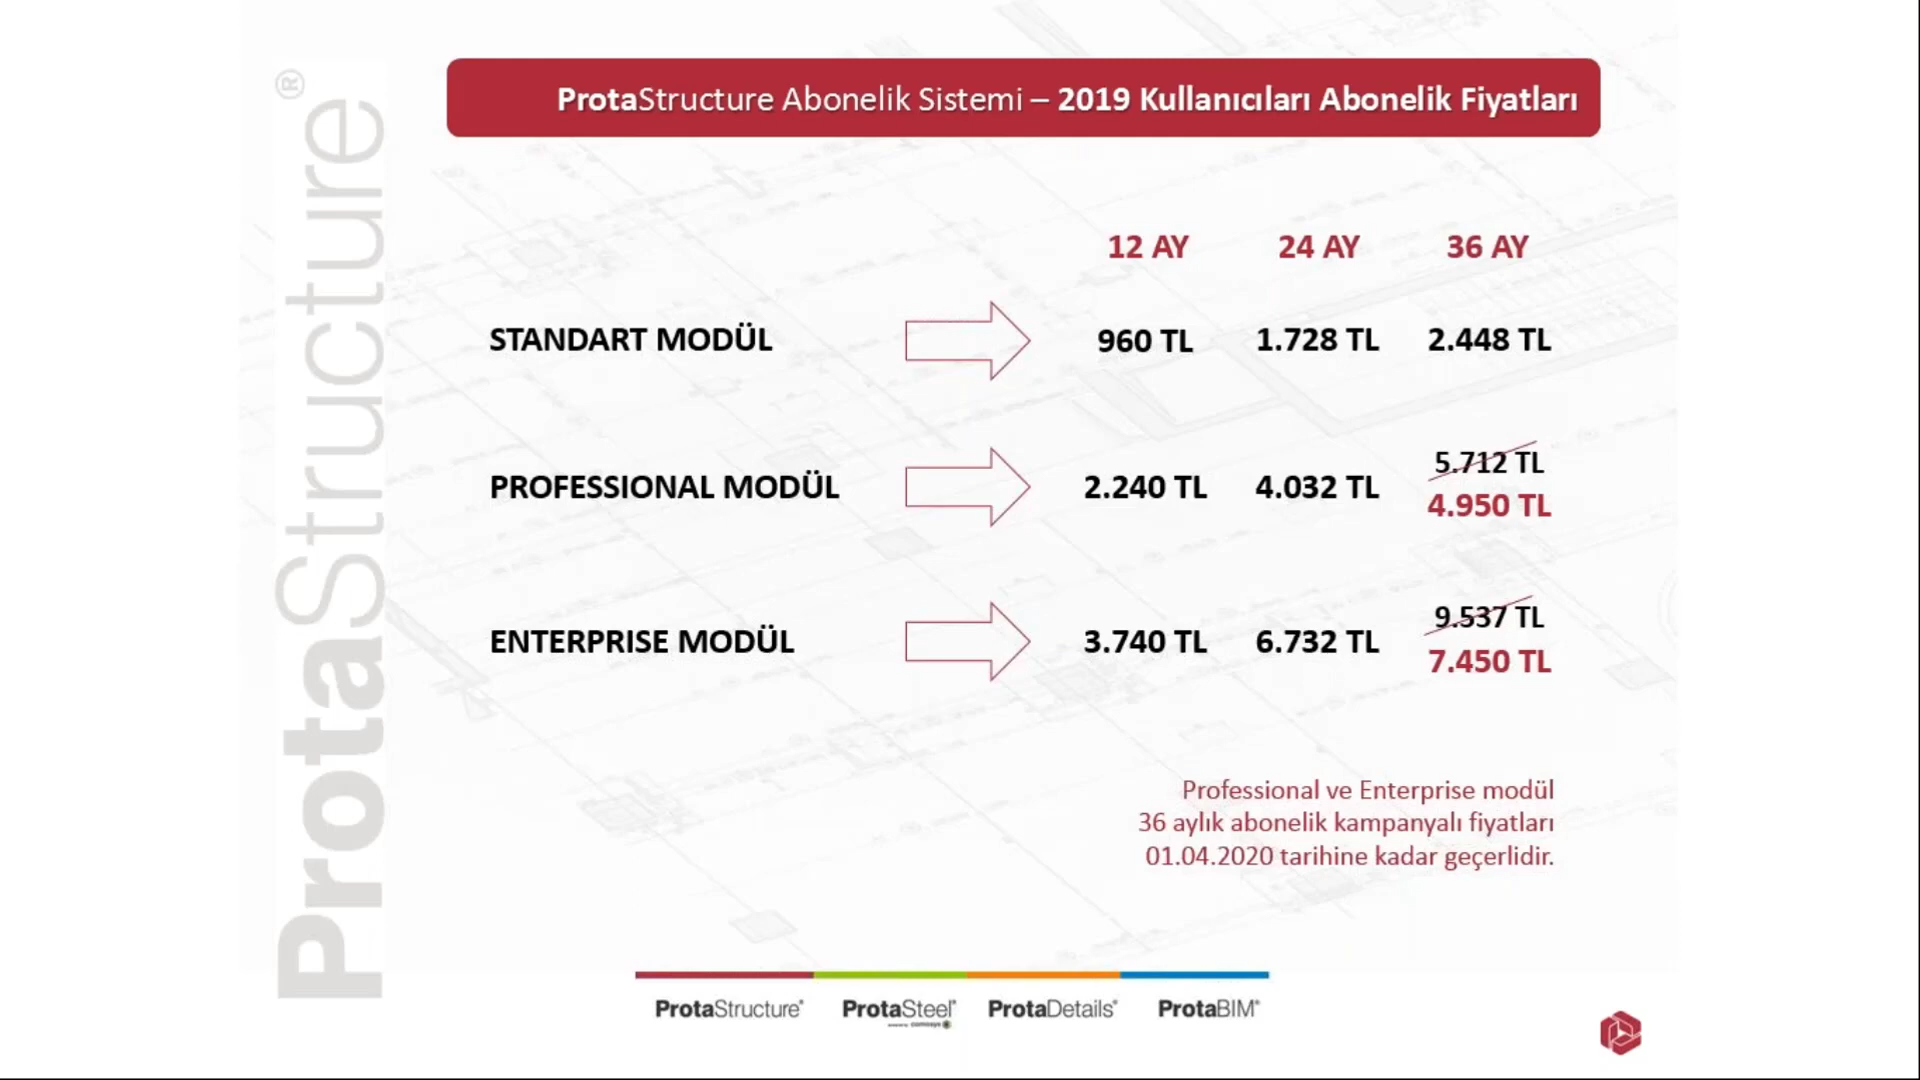 ProtaStructure®
ProtaStructure Abonelik Sistemi – 2019 Kullanıcıları Abonelik Fiyatları
12 AY 24 AY 36 AY
STANDART MODÜL 960 TL 1.728 TL 2.448 TL
PROFESSIONAL MODÜL 2.240 TL 4.032 TL 5.712 TL
4.950 TL
ENTERPRISE MODÜL 3.740 TL 6.732 TL 9.537 TL
7.450 TL
Professional ve Enterprise modül
36 aylık abonelik kampanyalı fiyatları
01.04.2020 tarihine kadar geçerlidir.
ProtaStructure® ProtaSteel® ProtaDetails® ProtaBIM®